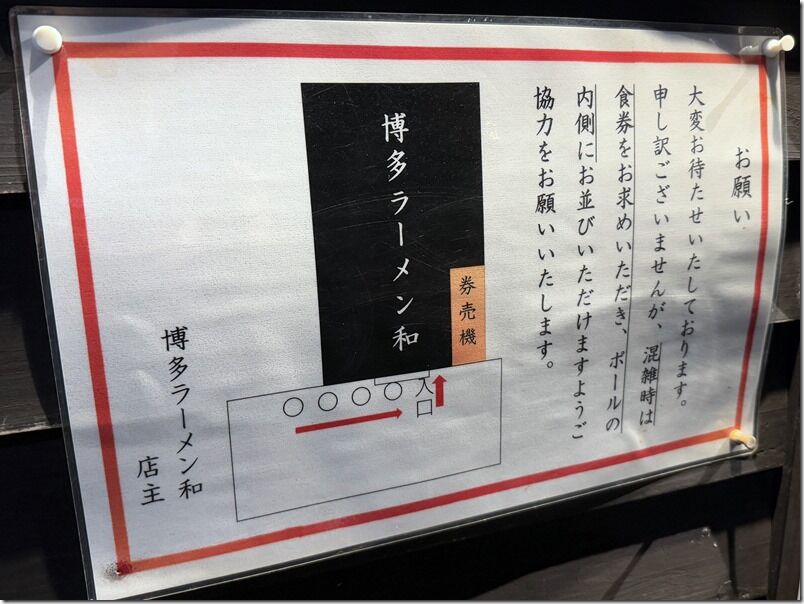 お願い
大変お待たせいたしております。
申し訳ございませんが、混雑時は
食券をお求めいただき、ポールの
内側にお並びいただけますようご
協力をお願いいたします。
博多ラーメン和
券売機
入口
博多ラーメン和
店主